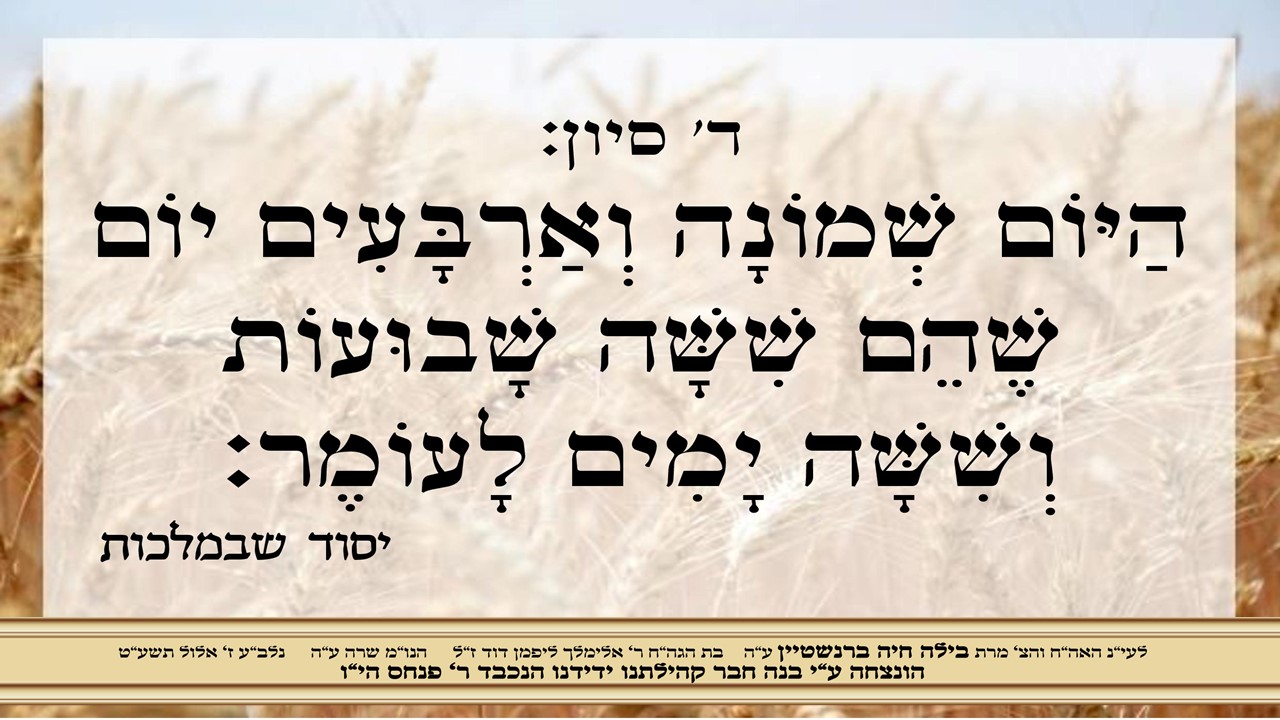 ד׳ סיון:
הַיּוֹם שְׁמוֹנָה וְאַרְבָּעִים יוֹם
שֶׁהֵם שִׁשָּׁה שָׁבוּעוֹת
וְשִׁשָּׁה יָמִים לָעוֹמֶר:
יסוד שבמלכות
לעי״נ האה״ח והצ׳ מרת בילה חיה ברנשטיין ע״ה בת הגה״ח ר׳ אלימלך ליפמן דוד ז״ל הנו״מ שרה ע״ה נלב״ע ז׳ אלול תשע״ט
הונצחה ע״י בנה חבר קהילתנו ידידנו הנכבד ר׳ פנחס הי״ו